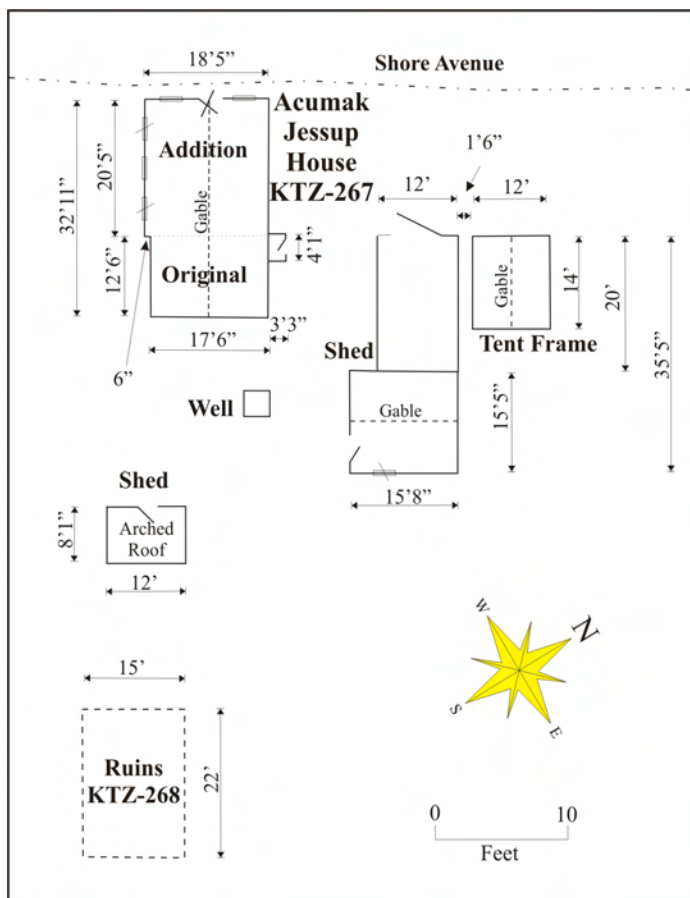 18’5”
Shore Avenue
Acumak
Jessup
House
KTZ-267
Addition
Gable
Original
32’11”
20’5”
12’6”
6”
17’6”
4’1”
3’3”
1’6”
12’
12’
Gable
14’
20’
35’5”
Tent Frame
Shed
Gable
15’5”
15’8”
Well
Shed
Arched
Roof
8’1”
12’
15’
Ruins
KTZ-268
22’
W
N
S
E
0
10
Feet